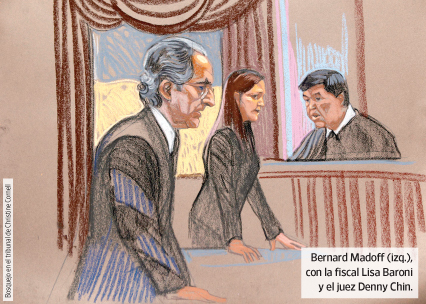 Bosquejo en el tribunal de Christine Cornell
Bernard Madoff (izq.),
con la fiscal Lisa Baroni
y el juez Denny Chin.